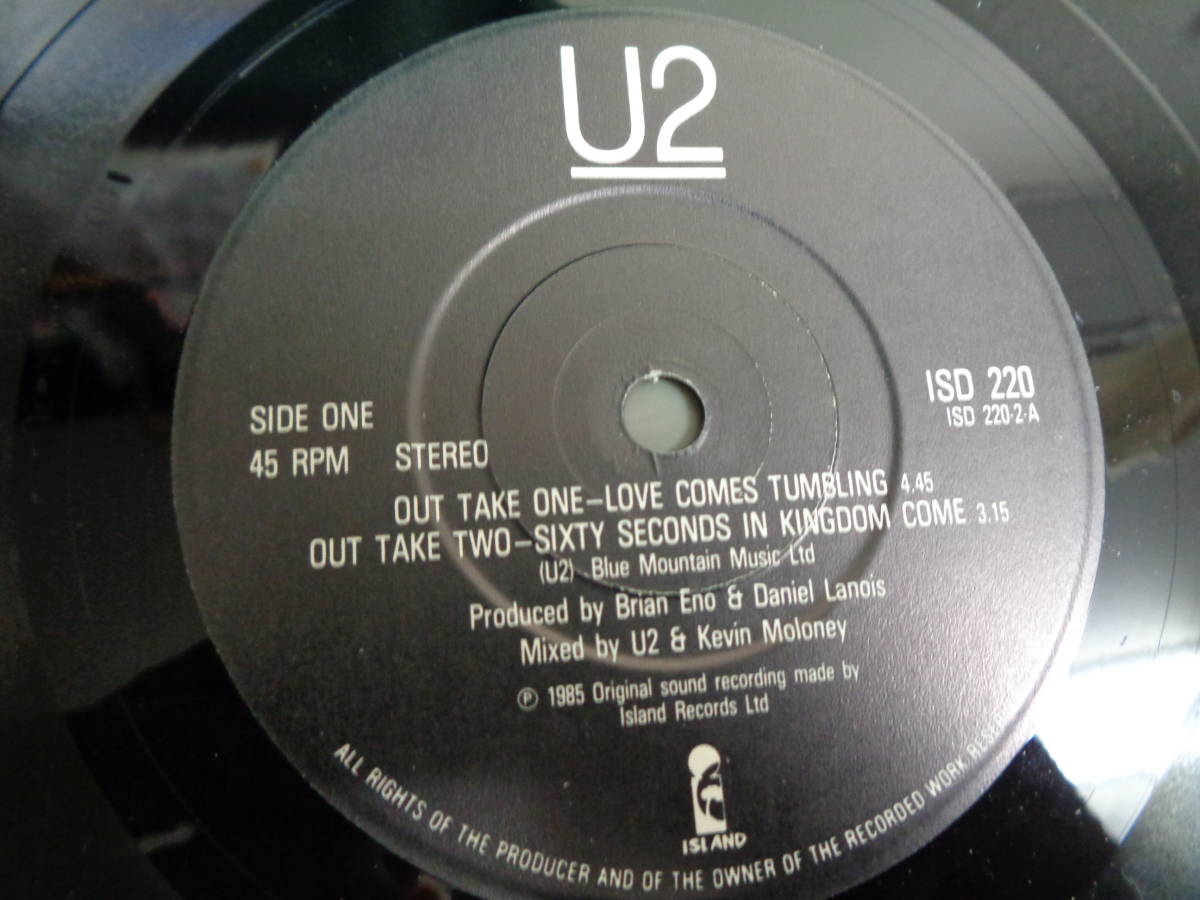 U2
ISD 220
ISD 220-2-A
SIDE ONE
45 RPM STEREO
OUT TAKE ONE–LOVE COMES TUMBLING 4.45
OUT TAKE TWO–SIXTY SECONDS IN KINGDOM COME 3.15
(U2) Blue Mountain Music Ltd
Produced by Brian Eno & Daniel Lanois
Mixed by U2 & Kevin Moloney
Ⓟ 1985 Original sound recording made by
Island Records Ltd
ISLAND
ALL RIGHTS OF THE PRODUCER AND OF THE OWNER OF THE RECORDED WORK